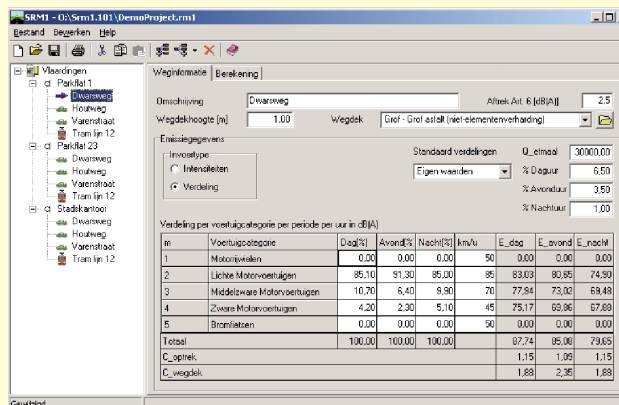 SRM1 - O:\Srm1.101\DemoProject.rm1
Bestand Bewerken Help
Vlaardingen
Parkflat 1
Dwarsweg
Houtweg
Varenstraat
Tram lijn 12
Parkflat 23
Dwarsweg
Houtweg
Varenstraat
Tram lijn 12
Stadskantoor
Dwarsweg
Houtweg
Varenstraat
Tram lijn 12
Weginformatie Berekening
Omschrijving Dwarsweg Aftrek Art. 6 [dB(A)] 2,5
Wegdekhoogte [m] 1,00 Wegdek Grof - Grof asfalt (niet-elementenverharding)
Emissiegegevens
Invoertype
Intensiteiten
Verdeling
Standaard verdelingen
Eigen waarden
Q_etmaal 30000,00
% Daguur 6,50
% Avonduur 3,50
% Nachtuur 1,00
Verdeling per voertuigcategorie per periode per uur in dB(A)
m Voertuigcategorie Dag[%] Avond[% Nacht[%] km/u E_dag E_avond E_nacht
1 Motorrijwielen 0,00 0,00 0,00 50 0,00 0,00 0,00
2 Lichte Motorvoertuigen 85,10 91,30 85,00 85 83,03 80,65 74,90
3 Middelzware Motorvoertuigen 10,70 6,40 9,90 70 77,94 73,02 69,48
4 Zware Motorvoertuigen 4,20 2,30 5,10 45 75,17 69,86 67,89
5 Bromfietsen 0,00 0,00 0,00 50 0,00 0,00 0,00
Totaal 100,00 100,00 100,00 87,74 85,08 79,65
C_optrek 1,15 1,09 1,15
C_wegdek 1,88 2,35 1,88
Gewijzigd